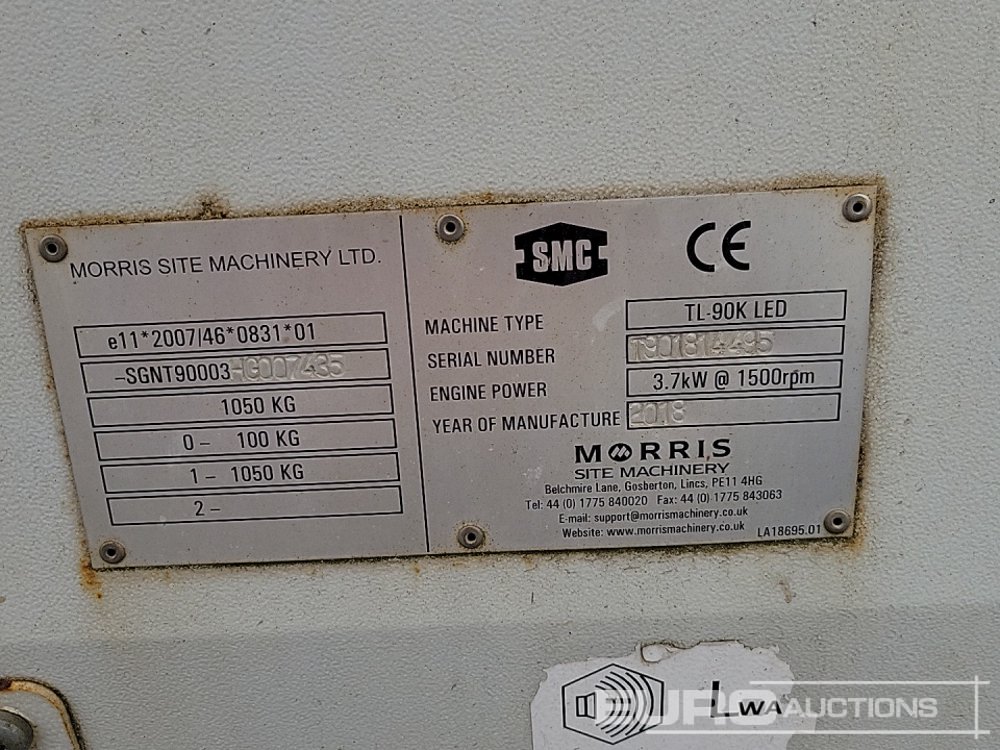 MORRIS SITE MACHINERY LTD.
e11*2007/46*0831*01
-SGNT90003HG007435
1050 KG
0 - 100 KG
1 - 1050 KG
2 -
SMC CE
MACHINE TYPE TL-90K LED
SERIAL NUMBER T901814495
ENGINE POWER 3.7kW @ 1500rpm
YEAR OF MANUFACTURE 2018
MORRIS
SITE MACHINERY
Belchmire Lane, Gosberton, Lincs, PE11 4HG
Tel: 44 (0) 1775 840020 Fax: 44 (0) 1775 843063
E-mail: support@morrismachinery.co.uk
Website: www.morrismachinery.co.uk
LA18695.01
LWA
EURO AUCTIONS